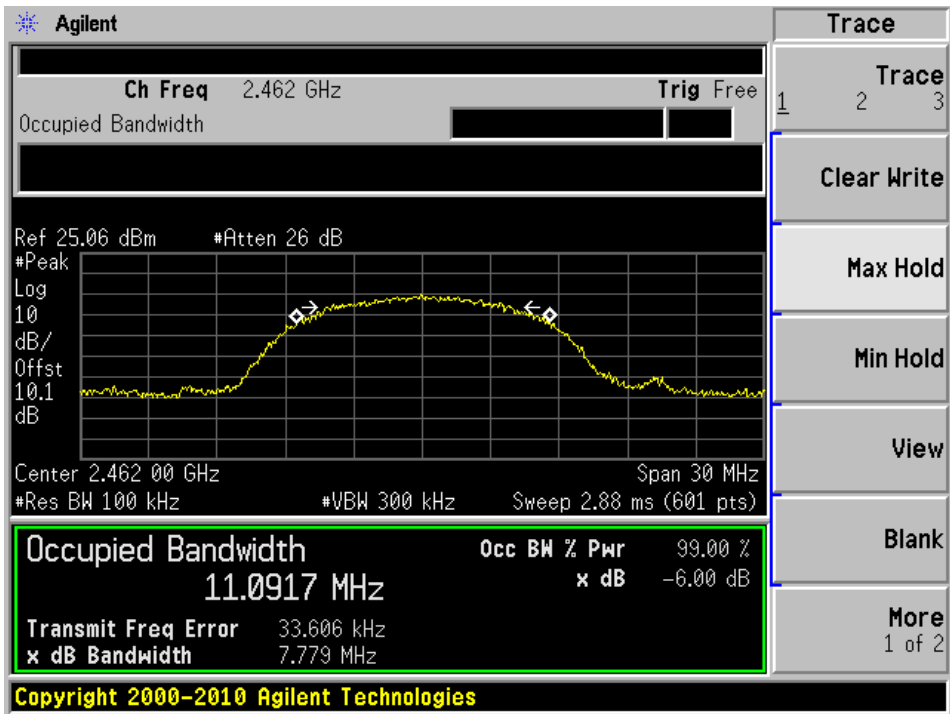 Agilent
Trace
Ch Freq 2.462 GHz Trig Free
Occupied Bandwidth
Trace
1 2 3
Clear Write
Max Hold
Min Hold
View
Blank
More
1 of 2
Ref 25.06 dBm #Atten 26 dB
#Peak
Log
10
dB/
Offst
10.1
dB
Center 2.462 00 GHz Span 30 MHz
#Res BW 100 kHz #VBW 300 kHz Sweep 2.88 ms (601 pts)
Occupied Bandwidth Occ BW % Pwr 99.00 %
11.0917 MHz x dB -6.00 dB
Transmit Freq Error 33.606 kHz
x dB Bandwidth 7.779 MHz
Copyright 2000-2010 Agilent Technologies